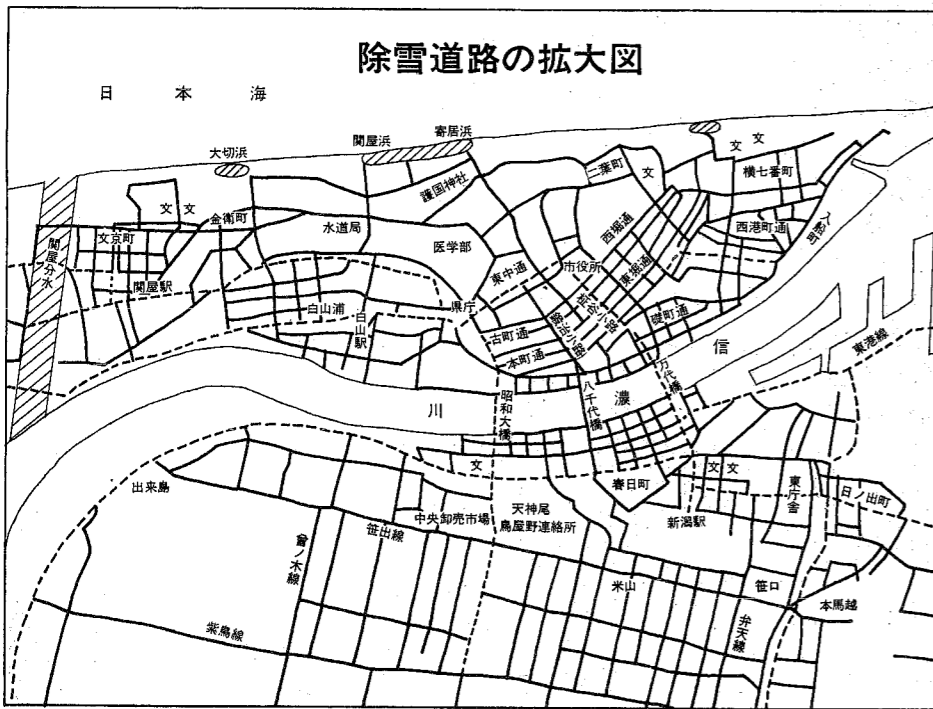 除雪道路の拡大図
日本海
寄居浜
関屋浜
大切浜
文文
二葉町
文
横七番町
護国神社
文文
金衛町
水道局
西堀通
西港町通
入船町
文京町
医学部
市役所
東堀通
関屋分水
関屋駅
東中通
柾谷小路
白山浦
県庁
白山駅
礎町通
古町通
鍛治小路
本町通
信
東港線
万代橋
濃
八千代橋
川
昭和大橋
文
文文
春日町
東庁舎
日ノ出町
出来島
天神尾
中央卸売市場
鳥屋野連絡所
新潟駅
笹出線
曾ノ木線
米山
笹口
本馬越
弁天線
紫鳥線